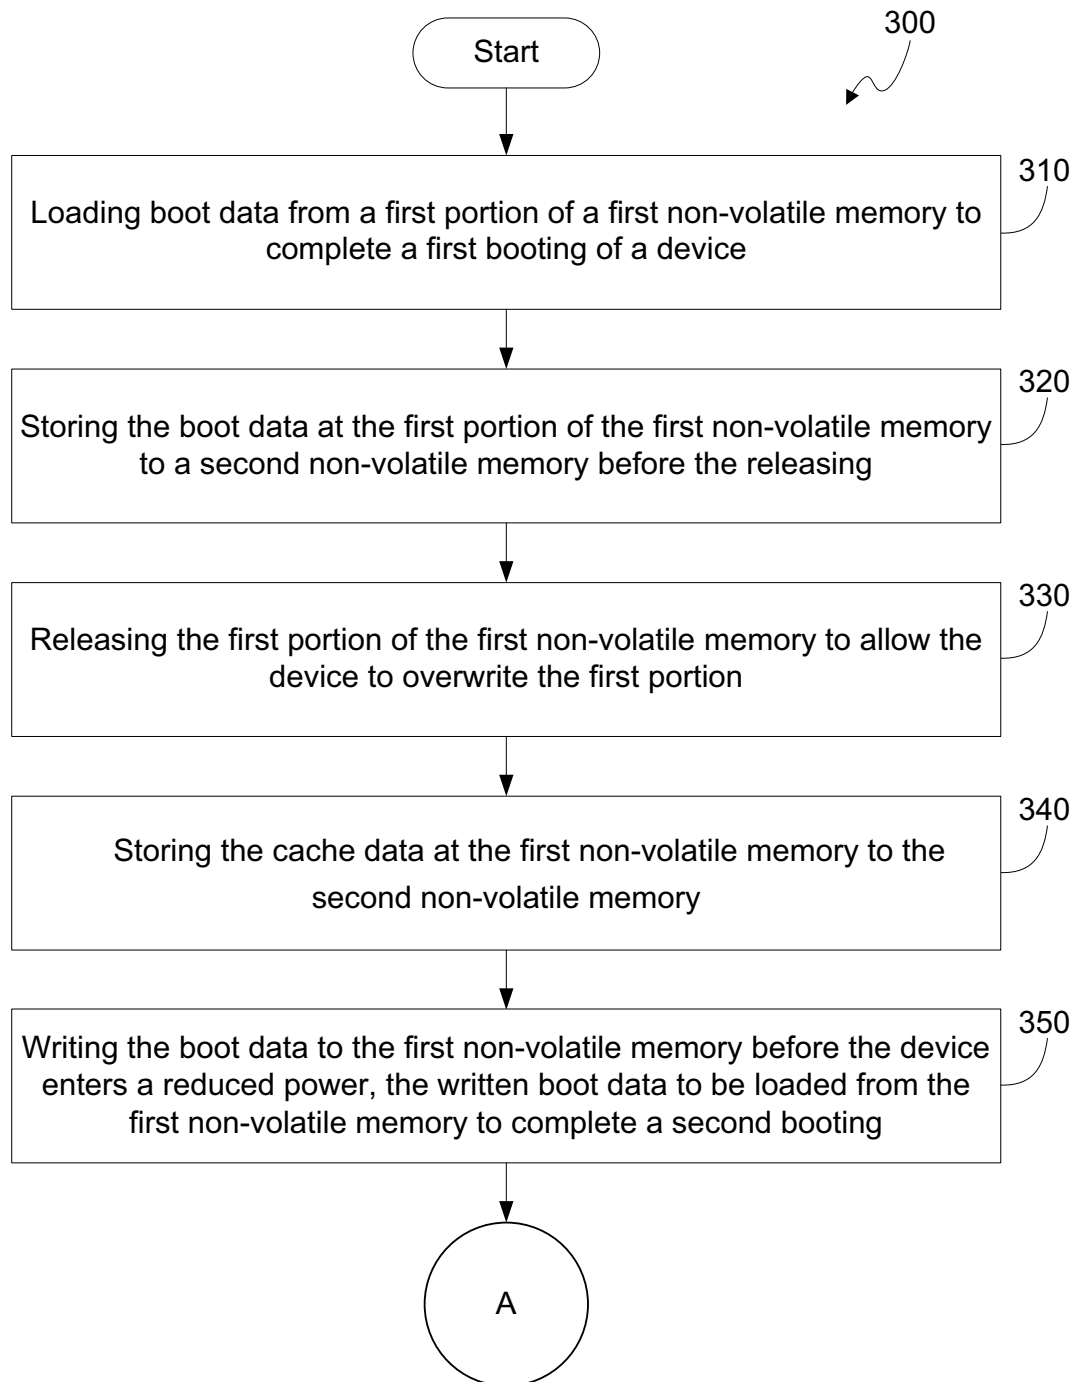 300
Start
310
Loading boot data from a first portion of a first non-volatile memory to
complete a first booting of a device
320
Storing the boot data at the first portion of the first non-volatile memory
to a second non-volatile memory before the releasing
330
Releasing the first portion of the first non-volatile memory to allow the
device to overwrite the first portion
340
Storing the cache data at the first non-volatile memory to the
second non-volatile memory
350
Writing the boot data to the first non-volatile memory before the device
enters a reduced power, the written boot data to be loaded from the
first non-volatile memory to complete a second booting
A